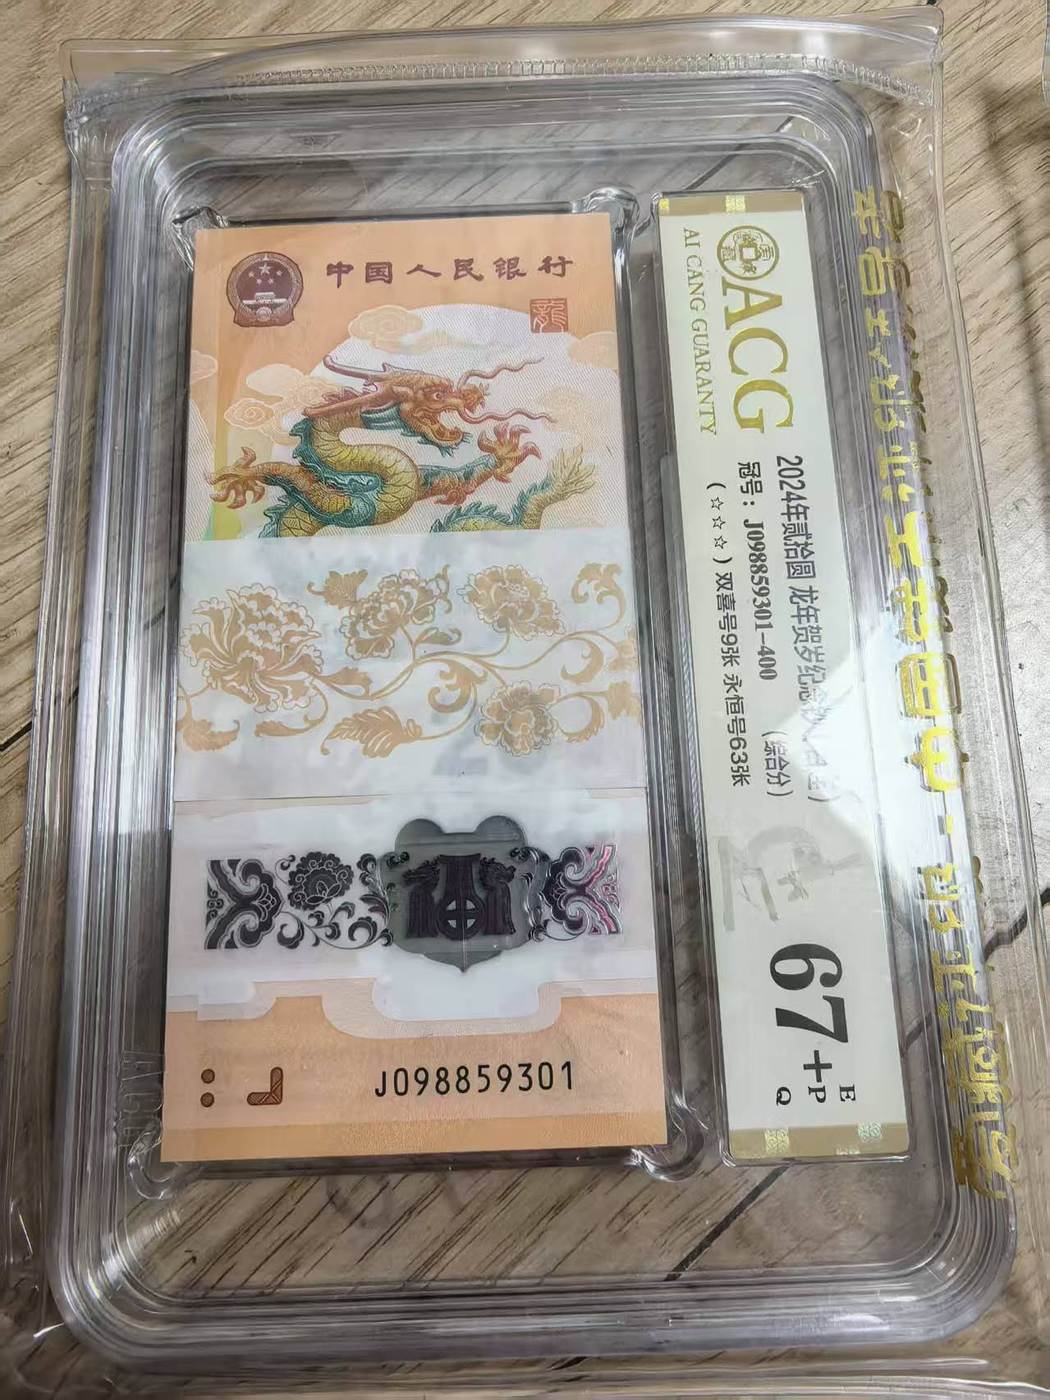 中国人民银行
龍
J098859301
ACG
AI CANG GUARANTY
2024年贰拾圆 龙年贺岁纪念
冠号：J098859301-400
(综合分)
(☆☆☆) 双喜号9张 永恒号63张
67+
E
P
Q